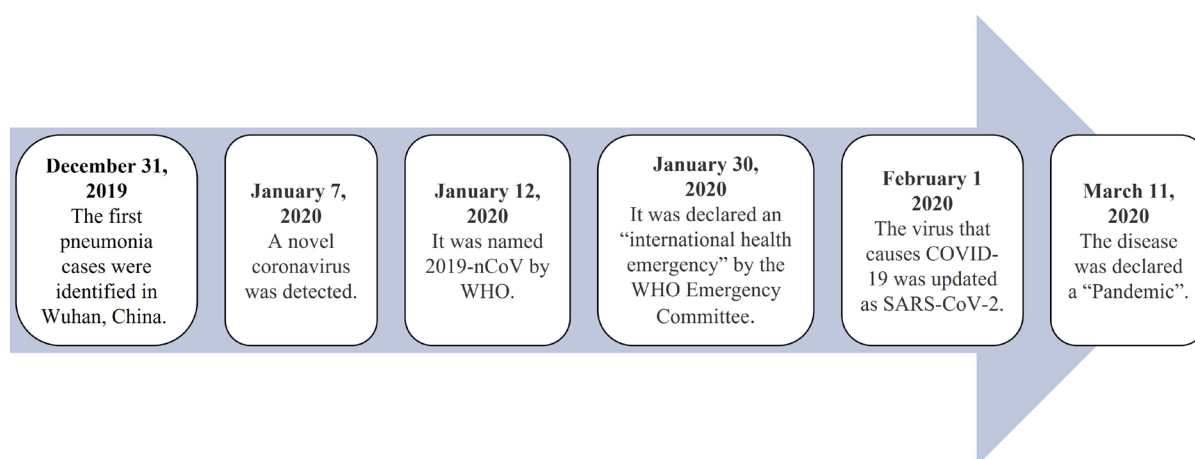 December 31,
2019
The first
pneumonia
cases were
identified in
Wuhan, China.
January 7,
2020
A novel
coronavirus
was detected.
January 12,
2020
It was named
2019-nCoV by
WHO.
January 30,
2020
It was declared an
“international health
emergency” by the
WHO Emergency
Committee.
February 1
2020
The virus that
causes COVID-
19 was updated
as SARS-CoV-2.
March 11,
2020
The disease
was declared
a “Pandemic”.